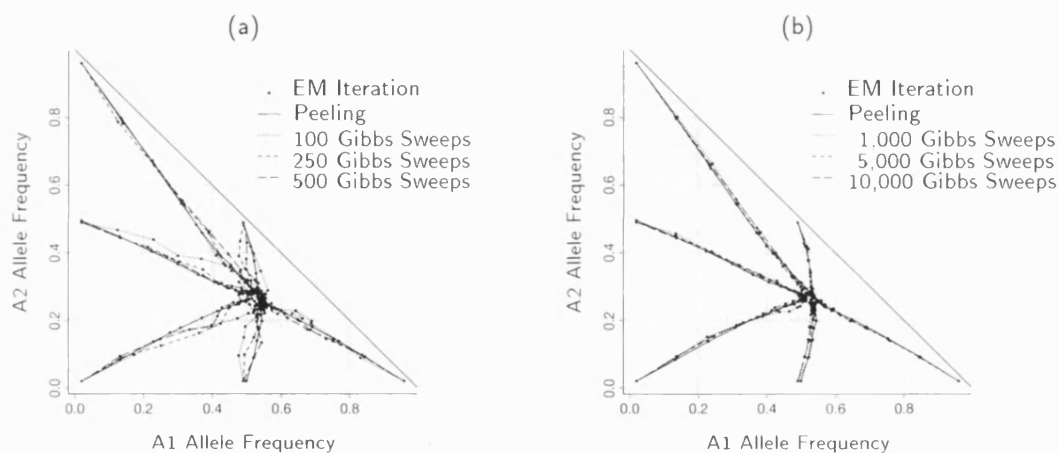 (a)
EM Iteration
Peeling
100 Gibbs Sweeps
250 Gibbs Sweeps
500 Gibbs Sweeps
A2 Allele Frequency
0.8
0.6
0.4
0.2
0.0
0.0 0.2 0.4 0.6 0.8
A1 Allele Frequency
(b)
EM Iteration
Peeling
1.000 Gibbs Sweeps
5,000 Gibbs Sweeps
10,000 Gibbs Sweeps
A2 Allele Frequency
0.8
0.6
0.4
0.2
0.0
0.0 0.2 0.4 0.6 0.8
A1 Allele Frequency